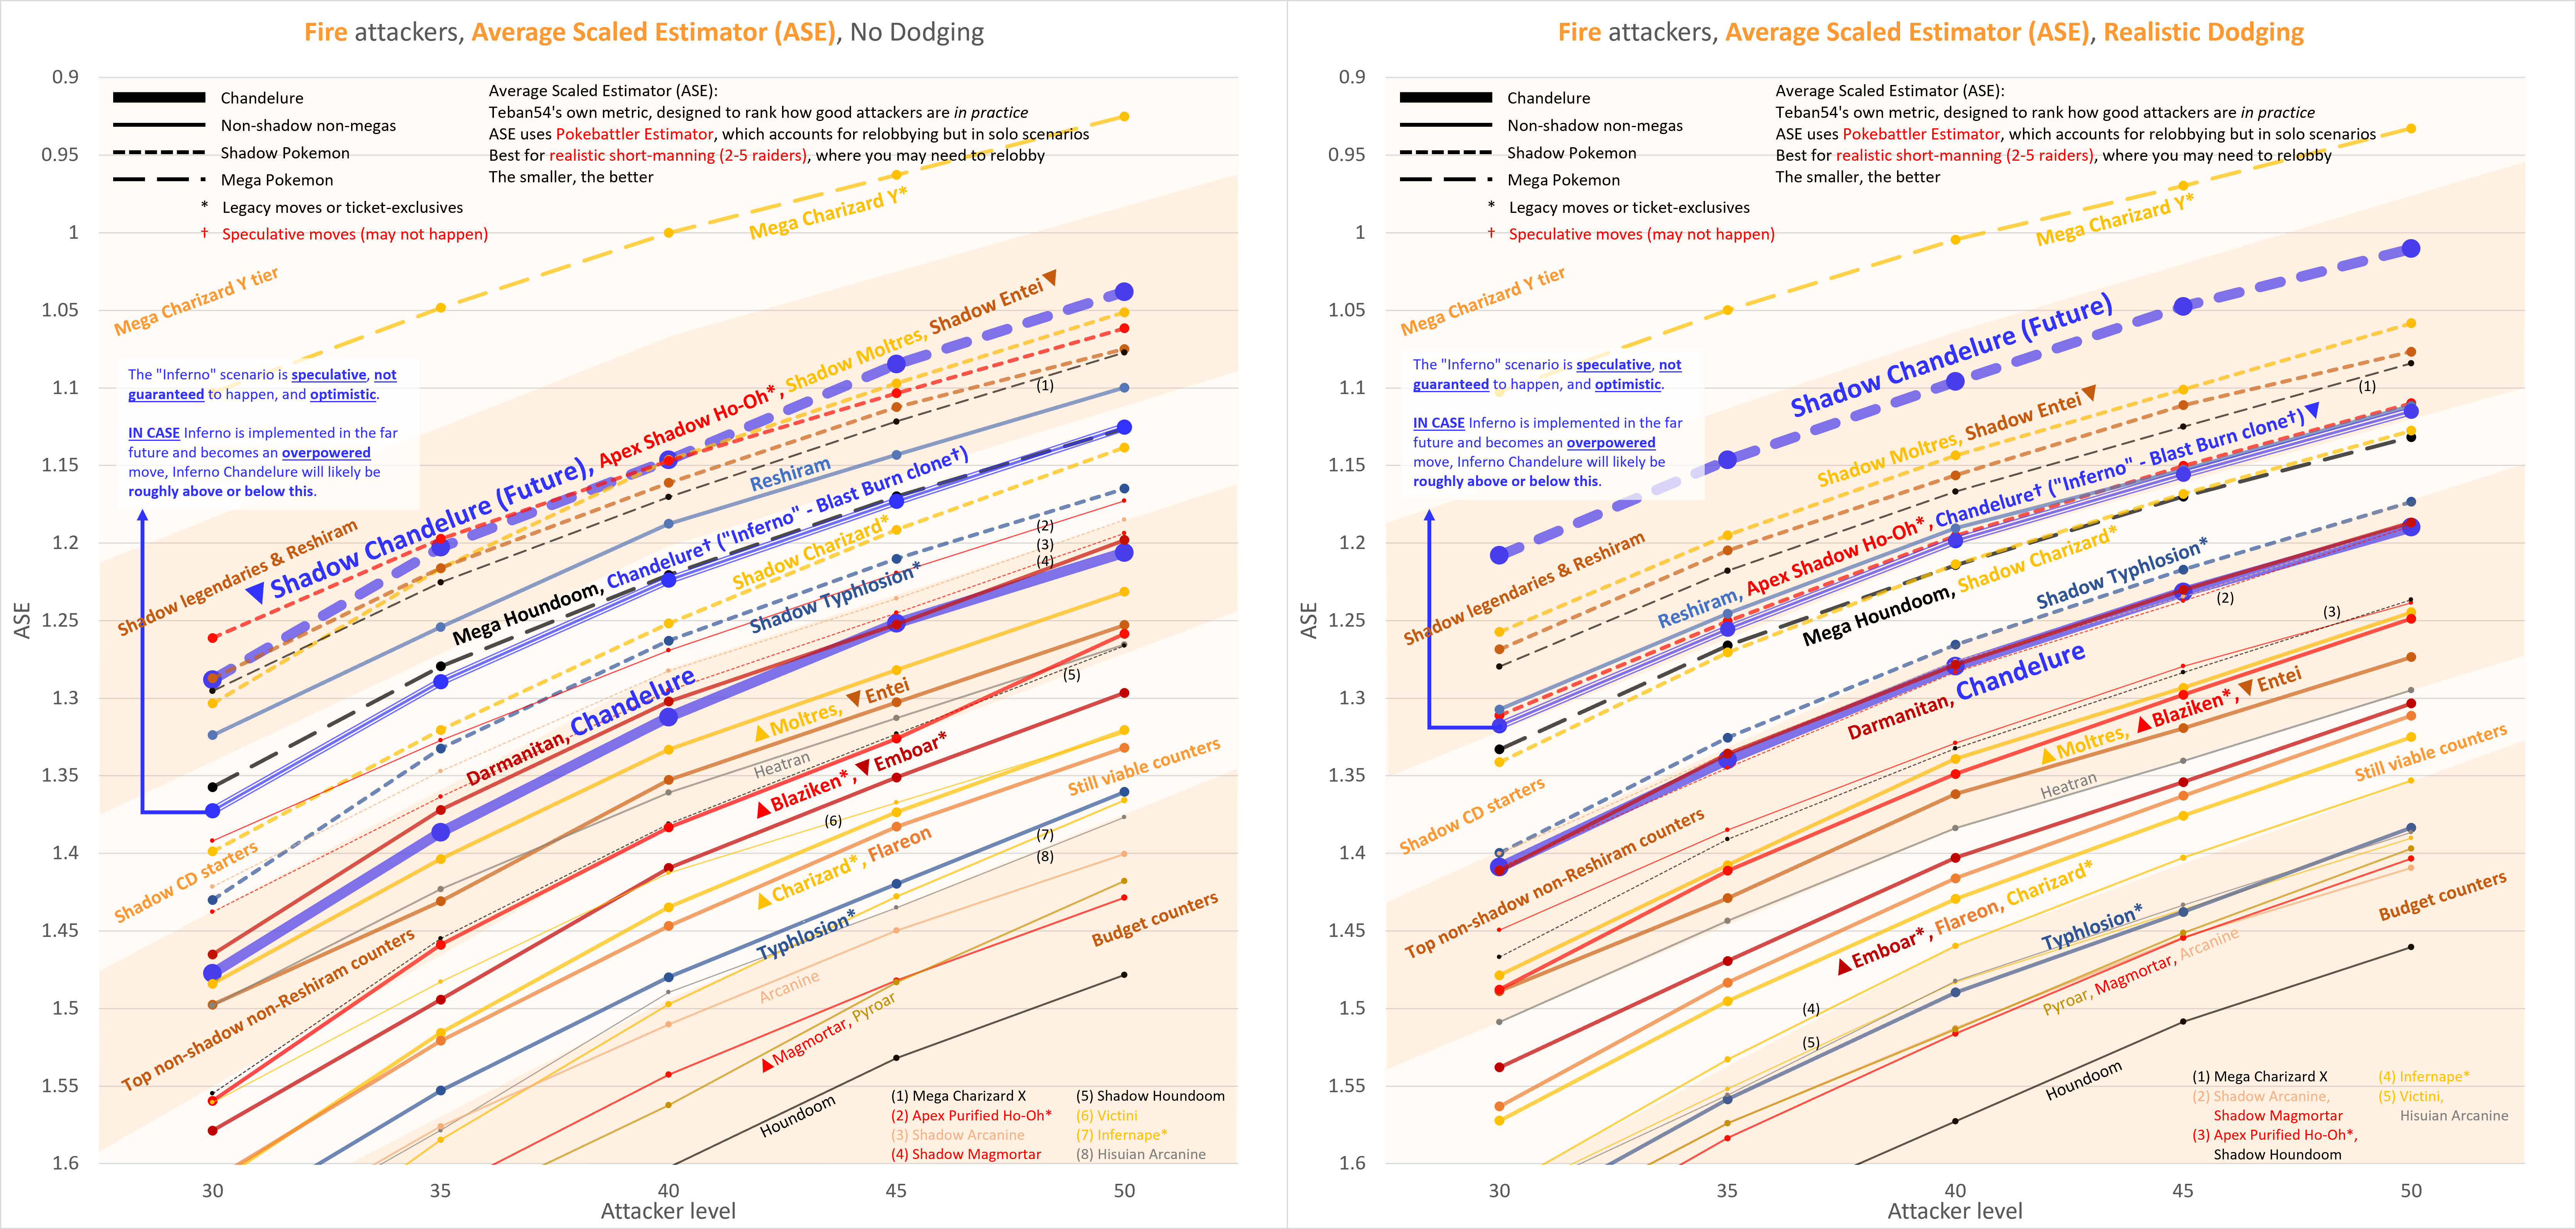 Fire attackers, Average Scaled Estimator (ASE), No Dodging
0.9
0.95
1
1.05
1.1
1.15
1.2
1.25
1.3
1.35
1.4
1.45
1.5
1.55
1.6
ASE
30
35
40
45
50
Attacker level
Chandelure
Non-shadow non-megas
Shadow Pokemon
Mega Pokemon
* Legacy moves or ticket-exclusives
† Speculative moves (may not happen)
Average Scaled Estimator (ASE):
Teban54's own metric, designed to rank how good attackers are in practice
ASE uses Pokebattler Estimator, which accounts for relobbying but in solo scenarios
Best for realistic short-manning (2-5 raiders), where you may need to relobby
The smaller, the better
Mega Charizard Y*
Mega Charizard Y tier
The "Inferno" scenario is speculative, not
guaranteed to happen, and optimistic.
IN CASE Inferno is implemented in the far
future and becomes an overpowered
move, Inferno Chandelure will likely be
roughly above or below this.
▼Shadow Chandelure (Future), Apex Shadow Ho-Oh*, Shadow Moltres, Shadow Entei▼
(1)
Shadow legendaries & Reshiram
Reshiram
Mega Houndoom, Chandelure† ("Inferno" - Blast Burn clone†)
Shadow Charizard*
Shadow Typhlosion*
(2)
(3)
(4)
Shadow CD starters
Darmanitan, Chandelure
▲Moltres, ▼Entei
(5)
Heatran
▲Blaziken*, ▼Emboar*
Still viable counters
(6)
▲Charizard*, Flareon
(7)
(8)
Top non-shadow non-Reshiram counters
Typhlosion*
Arcanine
Budget counters
▲Magmortar, Pyroar
Houndoom
(1) Mega Charizard X
(2) Apex Purified Ho-Oh*
(3) Shadow Arcanine
(4) Shadow Magmortar
(5) Shadow Houndoom
(6) Victini
(7) Infernape*
(8) Hisuian Arcanine
Fire attackers, Average Scaled Estimator (ASE), Realistic Dodging
0.9
0.95
1
1.05
1.1
1.15
1.2
1.25
1.3
1.35
1.4
1.45
1.5
1.55
1.6
ASE
30
35
40
45
50
Attacker level
Chandelure
Non-shadow non-megas
Shadow Pokemon
Mega Pokemon
* Legacy moves or ticket-exclusives
† Speculative moves (may not happen)
Average Scaled Estimator (ASE):
Teban54's own metric, designed to rank how good attackers are in practice
ASE uses Pokebattler Estimator, which accounts for relobbying but in solo scenarios
Best for realistic short-manning (2-5 raiders), where you may need to relobby
The smaller, the better
Mega Charizard Y*
Mega Charizard Y tier
The "Inferno" scenario is speculative, not
guaranteed to happen, and optimistic.
IN CASE Inferno is implemented in the far
future and becomes an overpowered
move, Inferno Chandelure will likely be
roughly above or below this.
Shadow Chandelure (Future)
Shadow Moltres, Shadow Entei▼
(1)
Shadow legendaries & Reshiram
Reshiram, Apex Shadow Ho-Oh*, Chandelure† ("Inferno" - Blast Burn clone†)▼
Mega Houndoom, Shadow Charizard*
Shadow Typhlosion*
(2)
(3)
Shadow CD starters
Darmanitan, Chandelure
▲Moltres, ▲Blaziken*, ▼Entei
Heatran
Still viable counters
Top non-shadow non-Reshiram counters
▲Emboar*, Flareon, Charizard*
(4)
(5)
Typhlosion*
Budget counters
Pyroar, Magmortar, Arcanine
Houndoom
(1) Mega Charizard X
(2) Shadow Arcanine,
Shadow Magmortar
(3) Apex Purified Ho-Oh*,
Shadow Houndoom
(4) Infernape*
(5) Victini,
Hisuian Arcanine